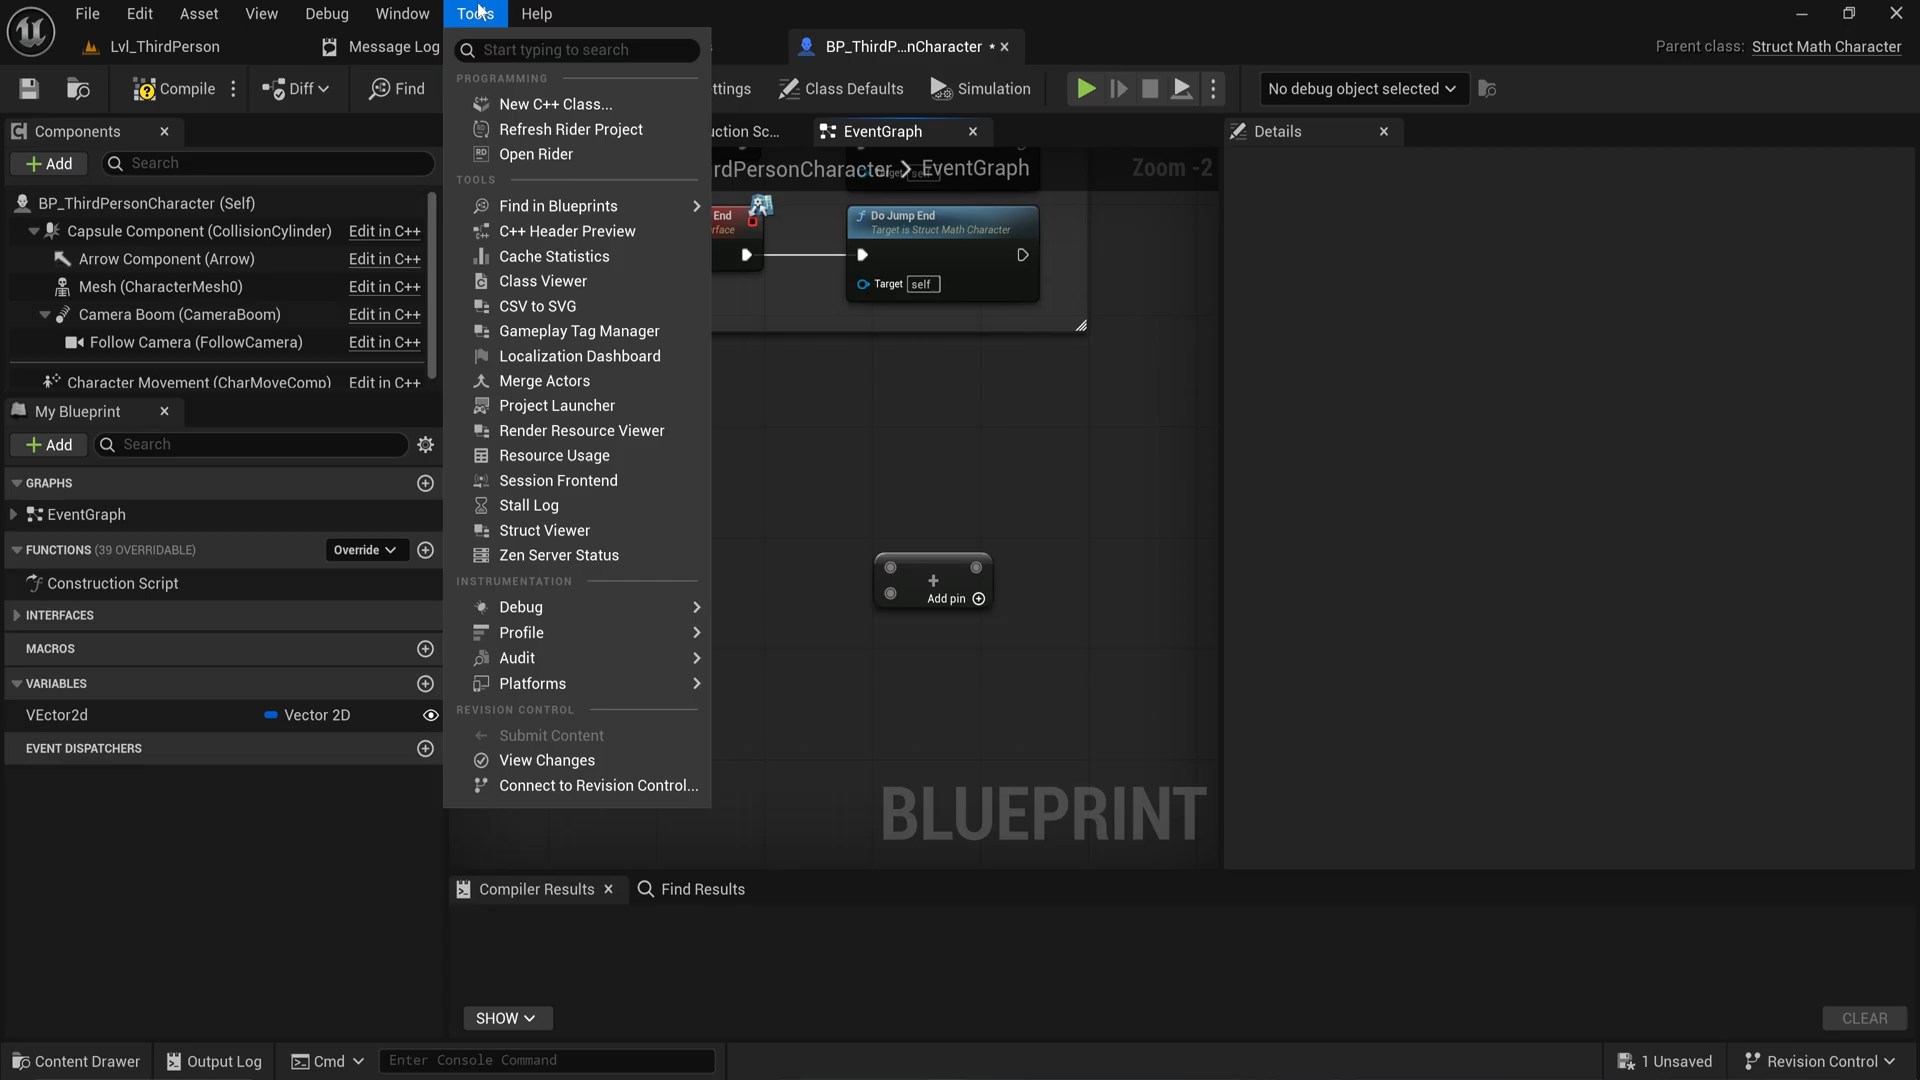 File Edit Asset View Debug Window Tools Help
Lvl_ThirdPerson Message Log BP_ThirdP...nCharacter Parent class: Struct Math Character
Compile Diff Find ttings Class Defaults Simulation No debug object selected
Components
Add Search
BP_ThirdPersonCharacter (Self)
Capsule Component (CollisionCylinder) Edit in C++
Arrow Component (Arrow) Edit in C++
Mesh (CharacterMesh0) Edit in C++
Camera Boom (CameraBoom) Edit in C++
Follow Camera (FollowCamera) Edit in C++
Character Movement (CharMoveComp) Edit in C++
My Blueprint
Add Search
GRAPHS
EventGraph
FUNCTIONS (39 OVERRIDABLE) Override
Construction Script
INTERFACES
MACROS
VARIABLES
VEctor2d Vector 2D
EVENT DISPATCHERS
Start typing to search
PROGRAMMING
New C++ Class...
Refresh Rider Project
Open Rider
TOOLS
Find in Blueprints
C++ Header Preview
Cache Statistics
Class Viewer
CSV to SVG
Gameplay Tag Manager
Localization Dashboard
Merge Actors
Project Launcher
Render Resource Viewer
Resource Usage
Session Frontend
Stall Log
Struct Viewer
Zen Server Status
INSTRUMENTATION
Debug
Profile
Audit
Platforms
REVISION CONTROL
Submit Content
View Changes
Connect to Revision Control...
uction Sc... EventGraph
rdPersonCharacter EventGraph Zoom -2
Target self
End
rface
Do Jump End
Target is Struct Math Character
Target self
Add pin
BLUEPRINT
Details
Compiler Results Find Results
SHOW CLEAR
Content Drawer Output Log Cmd Enter Console Command 1 Unsaved Revision Control